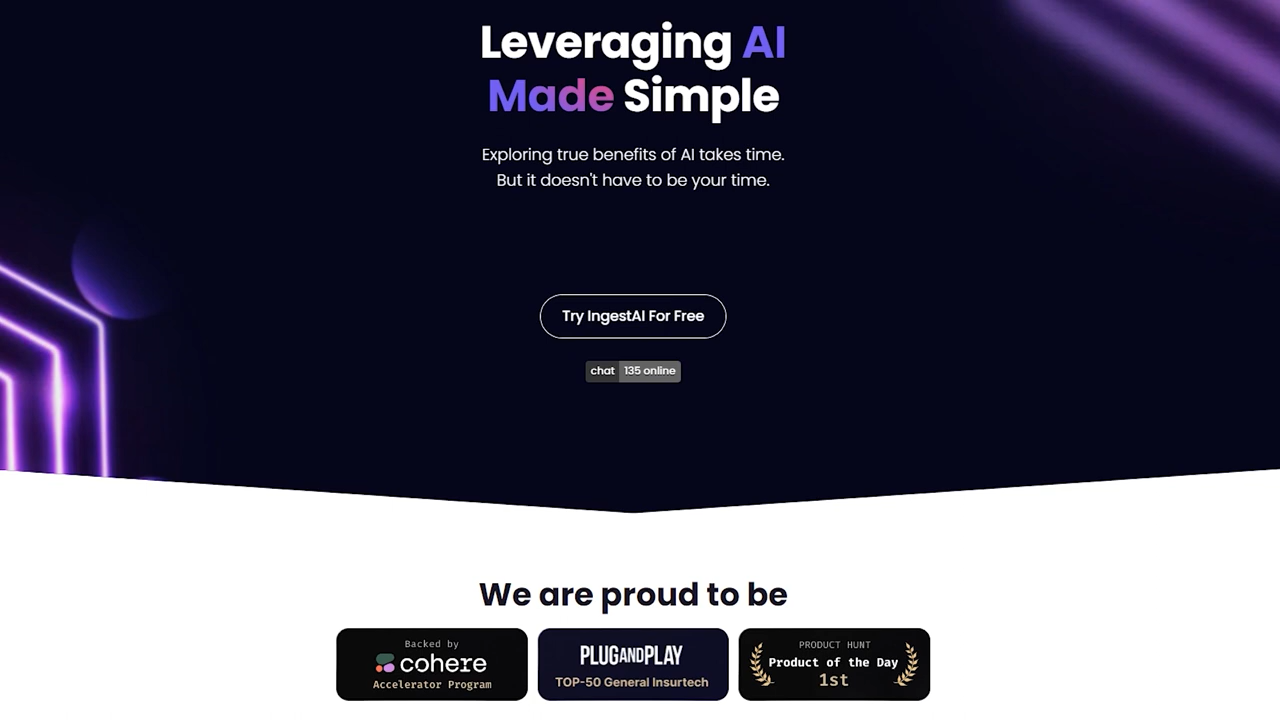 Leveraging AI
Made Simple
Exploring true benefits of AI takes time.
But it doesn't have to be your time.
Try IngestAI For Free
chat 135 online
We are proud to be
Backed by
cohere
Accelerator Program
PLUGANDPLAY
TOP-50 General Insurtech
PRODUCT HUNT
Product of the Day
1st